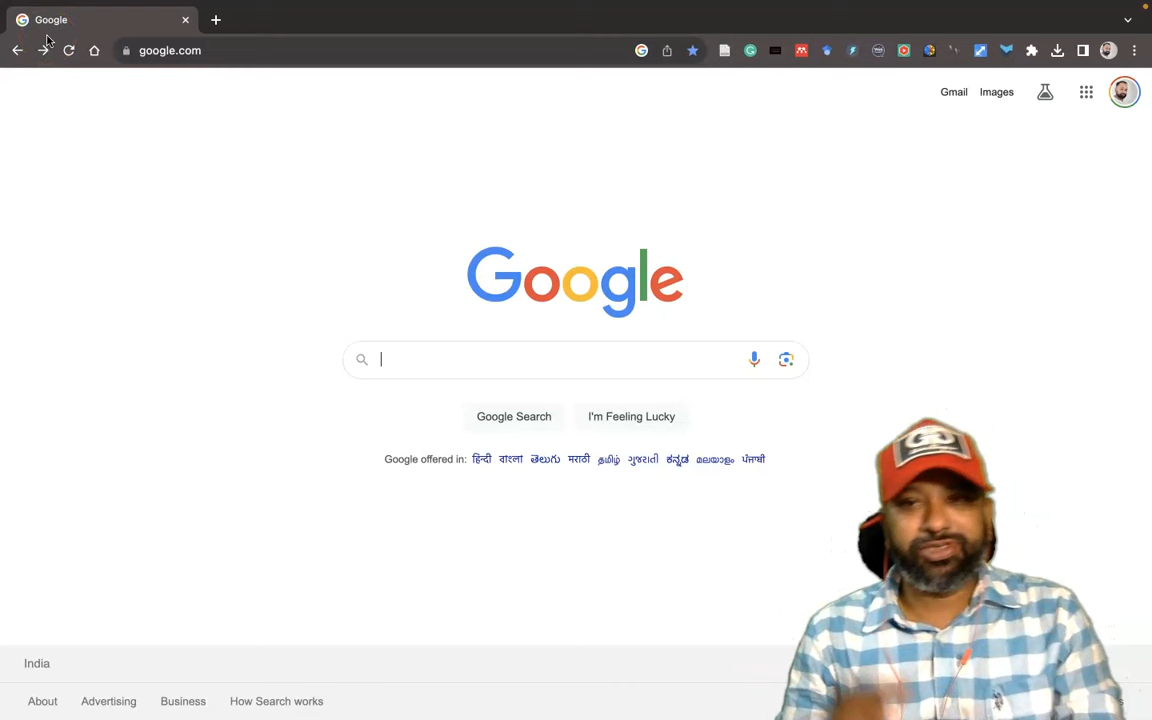 Google
google.com
Gmail Images
Google
Google Search I'm Feeling Lucky
Google offered in: हिन्दी বাংলা తెలుగు मराठी தமிழ் ગુજરાતી ಕನ್ನಡ മലയാളം ਪੰਜਾਬੀ
India
About Advertising Business How Search works